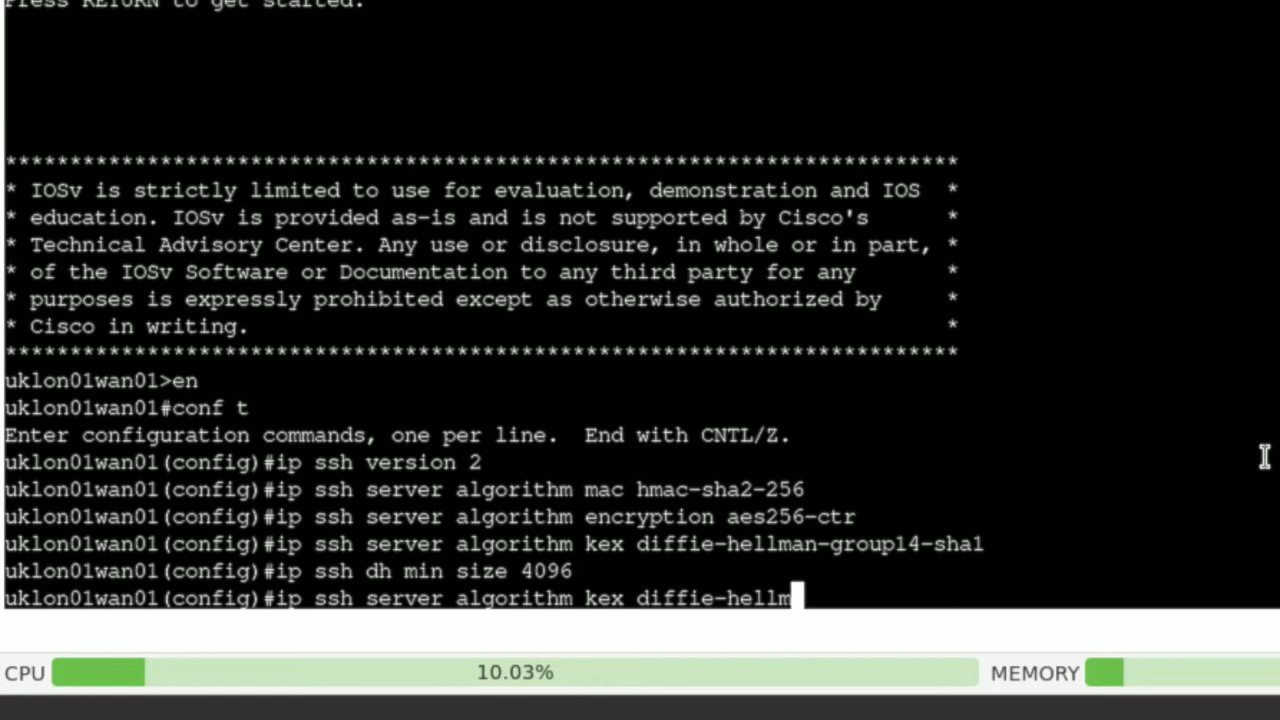 Press RETURN to get started.
*****************************************************************************
* IOSv is strictly limited to use for evaluation, demonstration and IOS  *
* education. IOSv is provided as-is and is not supported by Cisco's      *
* Technical Advisory Center. Any use or disclosure, in whole or in part, *
* of the IOSv Software or Documentation to any third party for any       *
* purposes is expressly prohibited except as otherwise authorized by     *
* Cisco in writing.                                                      *
*****************************************************************************
uklon01wan01>en
uklon01wan01#conf t
Enter configuration commands, one per line.  End with CNTL/Z.
uklon01wan01(config)#ip ssh version 2
uklon01wan01(config)#ip ssh server algorithm mac hmac-sha2-256
uklon01wan01(config)#ip ssh server algorithm encryption aes256-ctr
uklon01wan01(config)#ip ssh server algorithm kex diffie-hellman-group14-sha1
uklon01wan01(config)#ip ssh dh min size 4096
uklon01wan01(config)#ip ssh server algorithm kex diffie-hellm
CPU 10.03% MEMORY